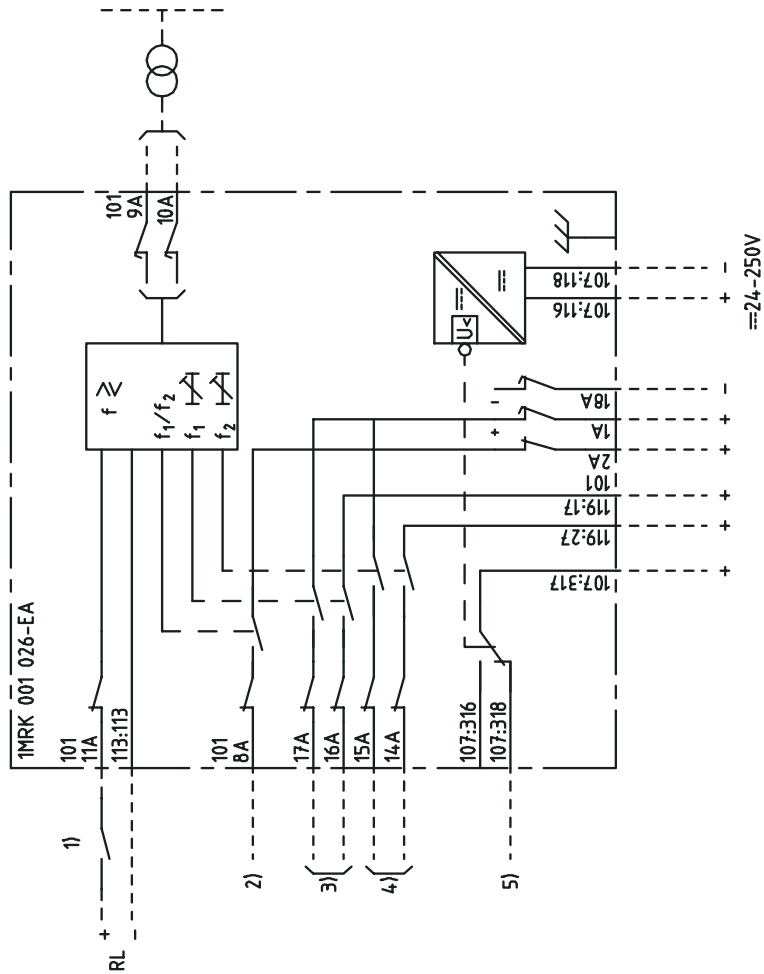 1MRK 001 026-EA
101
9A
10A
f ≥
<
f1/f2
f1
f2
U<
107:118
107:116
18A
1A
2A
101
119:17
119:27
107:317
-
+
101
11A
113:113
101
8A
17A
16A
15A
14A
107:316
107:318
1)
2)
3)
4)
5)
RL
+
-
-
+
-
+
+
+
+
+
24-250V